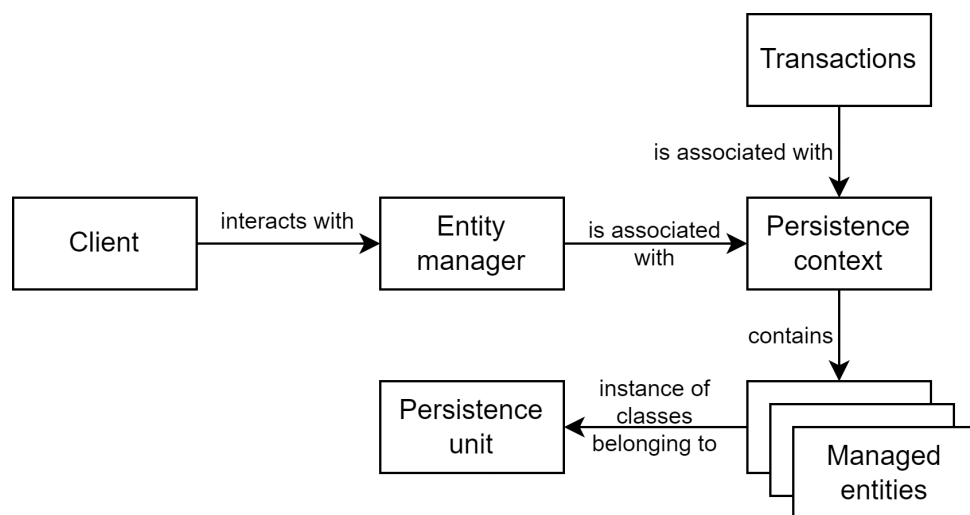 Transactions
is associated with
Client
interacts with
Entity
manager
is associated
with
Persistence
context
contains
Persistence
unit
instance of
classes
belonging to
Managed
entities